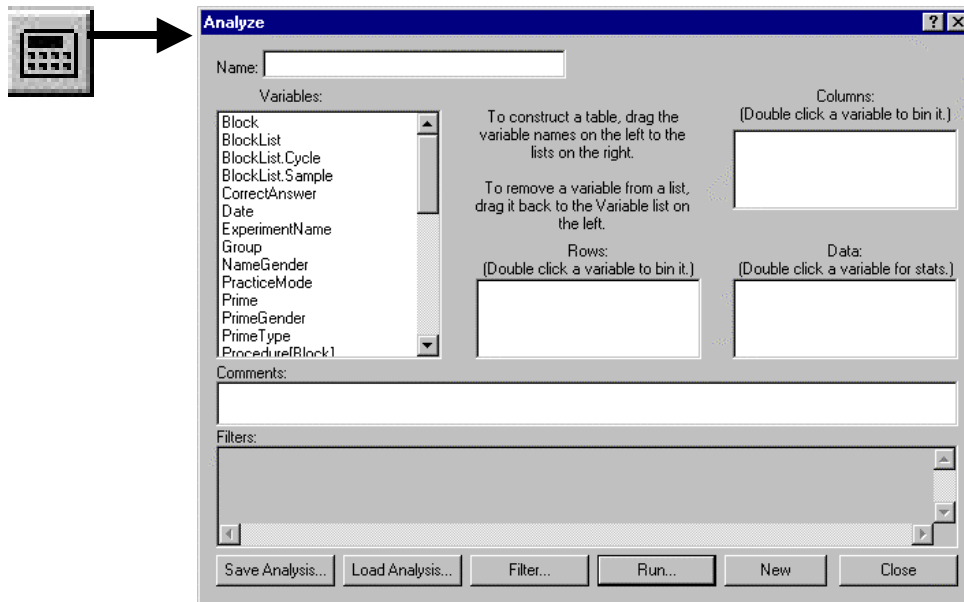 Analyze
Name:
Variables:
Block
BlockList
BlockList.Cycle
BlockList.Sample
CorrectAnswer
Date
ExperimentName
Group
NameGender
PracticeMode
Prime
PrimeGender
PrimeType
Procedure[Block]
To construct a table, drag the
variable names on the left to the
lists on the right.
To remove a variable from a list,
drag it back to the Variable list on
the left.
Columns:
(Double click a variable to bin it.)
Rows:
(Double click a variable to bin it.)
Data:
(Double click a variable for stats.)
Comments:
Filters:
Save Analysis...
Load Analysis...
Filter...
Run...
New
Close